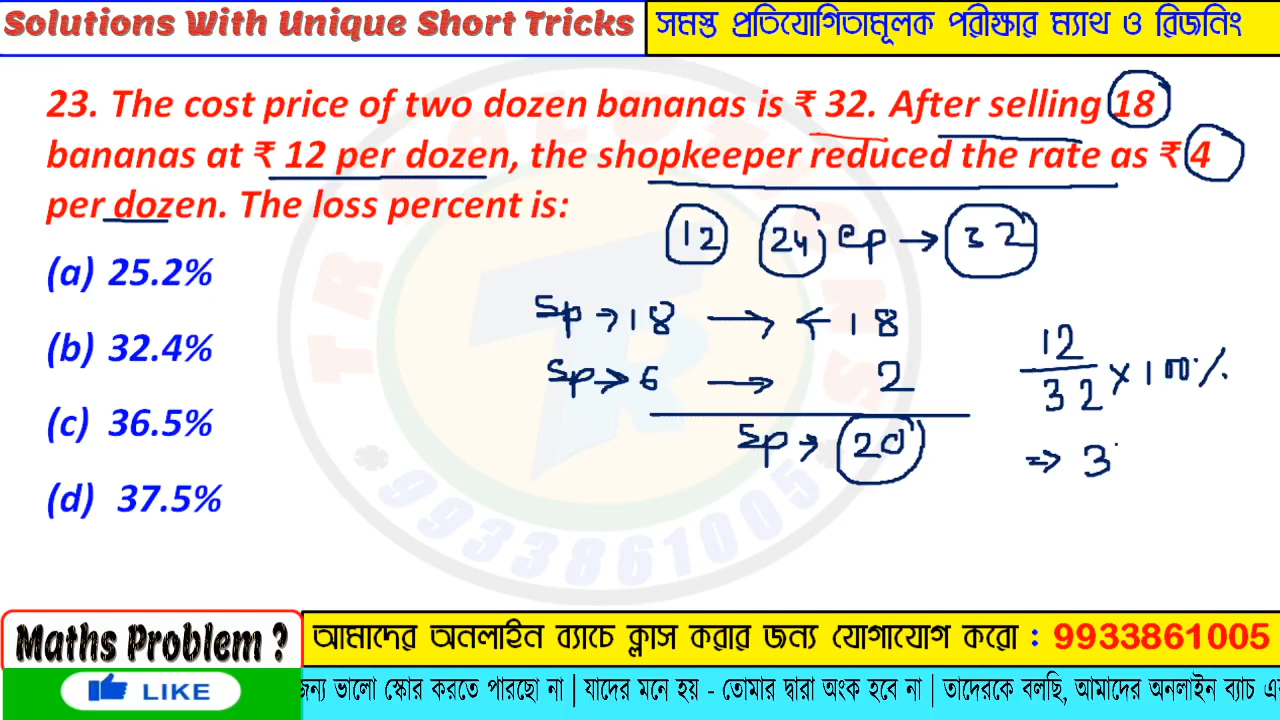 Solutions With Unique Short Tricks
সমস্ত প্রতিযোগিতামূলক পরীক্ষার ম্যাথ ও রিজনিং
23. The cost price of two dozen bananas is ₹ 32. After selling 18
bananas at ₹ 12 per dozen, the shopkeeper reduced the rate as ₹ 4
per dozen. The loss percent is:
(a) 25.2%
(b) 32.4%
(c) 36.5%
(d) 37.5%
12 24 cp → 32
Sp → 18 → ₹ 18
Sp → 6 → 2
Sp → 20
12
32 × 100%
⇒ 3
* 9933861005 *
Maths Problem ?
আমাদের অনলাইন ব্যাচে ক্লাস করার জন্য যোগাযোগ করো : 9933861005
LIKE
জন্য ভালো স্কোর করতে পারছো না | যাদের মনে হয় - তোমার দ্বারা অংক হবে না | তাদেরকে বলছি, আমাদের অনলাইন ব্যাচ